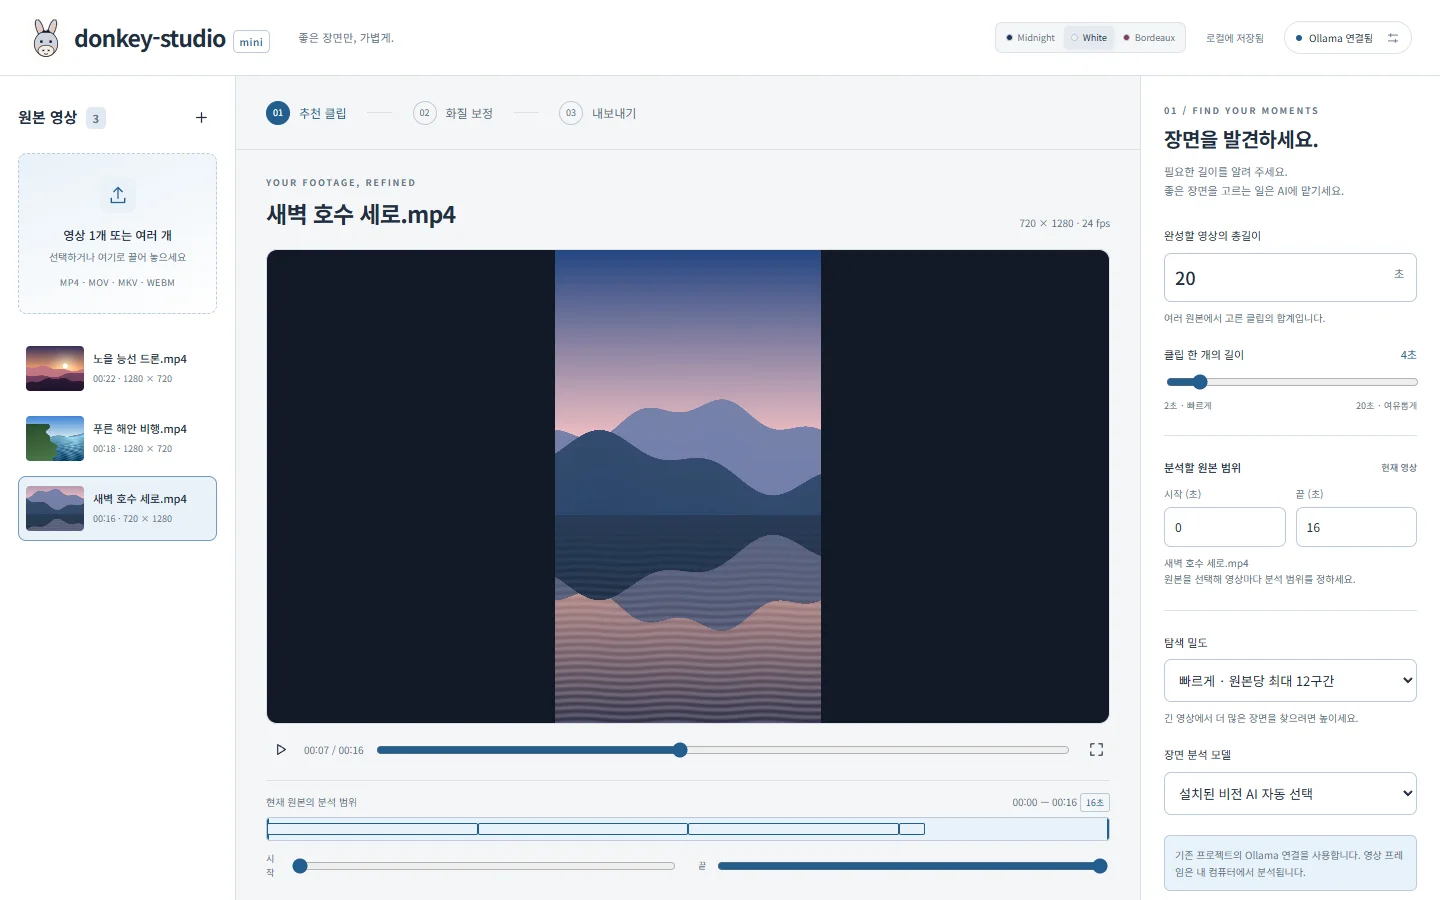 donkey-studio mini
좋은 장면만, 가볍게.
Midnight
White
Bordeaux
로컬에 저장됨
Ollama 연결됨
원본 영상 3
영상 1개 또는 여러 개
선택하거나 여기로 끌어 놓으세요
MP4 · MOV · MKV · WEBM
노을 능선 드론.mp4
00:22 · 1280 × 720
푸른 해안 비행.mp4
00:18 · 1280 × 720
새벽 호수 세로.mp4
00:16 · 720 × 1280
01 추천 클립
02 화질 보정
03 내보내기
YOUR FOOTAGE, REFINED
새벽 호수 세로.mp4
720 × 1280 · 24 fps
00:07 / 00:16
현재 원본의 분석 범위
00:00 — 00:16 16초
시작
끝
01 / FIND YOUR MOMENTS
장면을 발견하세요.
필요한 길이를 알려 주세요.
좋은 장면을 고르는 일은 AI에 맡기세요.
완성할 영상의 총길이
20 초
여러 원본에서 고른 클립의 합계입니다.
클립 한 개의 길이 4초
2초 · 빠르게
20초 · 여유롭게
분석할 원본 범위 현재 영상
시작 (초)
끝 (초)
0
16
새벽 호수 세로.mp4
원본을 선택해 영상마다 분석 범위를 정하세요.
탐색 밀도
빠르게 · 원본당 최대 12구간
긴 영상에서 더 많은 장면을 찾으려면 높이세요.
장면 분석 모델
설치된 비전 AI 자동 선택
기존 프로젝트의 Ollama 연결을 사용합니다. 영상 프레
임은 내 컴퓨터에서 분석됩니다.